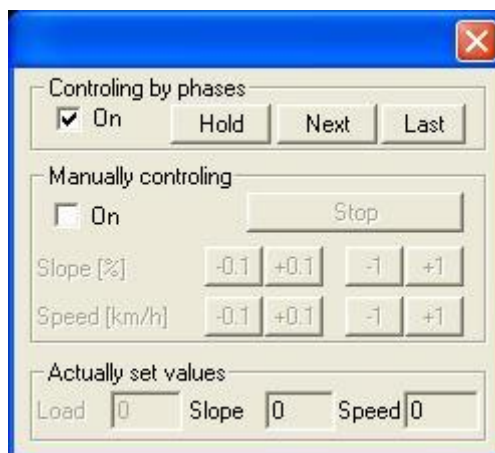 Controling by phases
On Hold Next Last
Manually controling
On Stop
Slope [%] -0.1 +0.1 -1 +1
Speed [km/h] -0.1 +0.1 -1 +1
Actually set values
Load 0 Slope 0 Speed 0